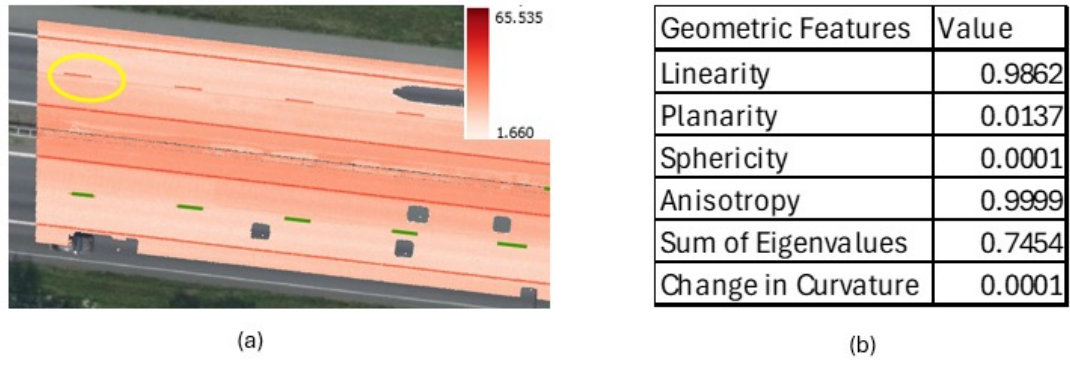 65.535
1.660
(a)
Geometric Features Value
Linearity 0.9862
Planarity 0.0137
Sphericity 0.0001
Anisotropy 0.9999
Sum of Eigenvalues 0.7454
Change in Curvature 0.0001
(b)